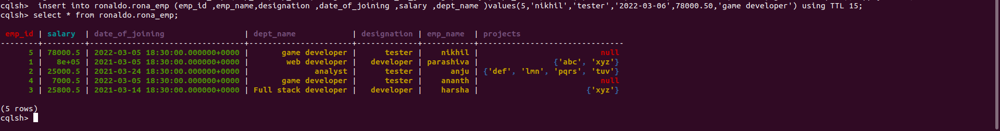 cqlsh>  insert into ronaldo.rona_emp (emp_id ,emp_name,designation ,date_of_joining ,salary ,dept_name )values(5,'nikhil','tester','2022-03-06',78000.50,'game developer') using TTL 15;
cqlsh> select * from ronaldo.rona_emp;
 emp_id | salary  | date_of_joining                 | dept_name            | designation | emp_name  | projects
--------+---------+---------------------------------+----------------------+-------------+-----------+-------------------------------
      5 | 78000.5 | 2022-03-05 18:30:00.000000+0000 |       game developer |      tester |    nikhil |                          null
      1 |   8e+05 | 2021-03-05 18:30:00.000000+0000 |        web developer |   developer | parashiva |                {'abc', 'xyz'}
      2 | 25000.5 | 2021-03-24 18:30:00.000000+0000 |              analyst |      tester |      anju | {'def', 'lmn', 'pqrs', 'tuv'}
      4 |  7000.5 | 2022-03-05 18:30:00.000000+0000 |       game developer |      tester |    ananth |                          null
      3 | 25800.5 | 2021-03-14 18:30:00.000000+0000 | Full stack developer |   developer |    harsha |                       {'xyz'}
(5 rows)
cqlsh>